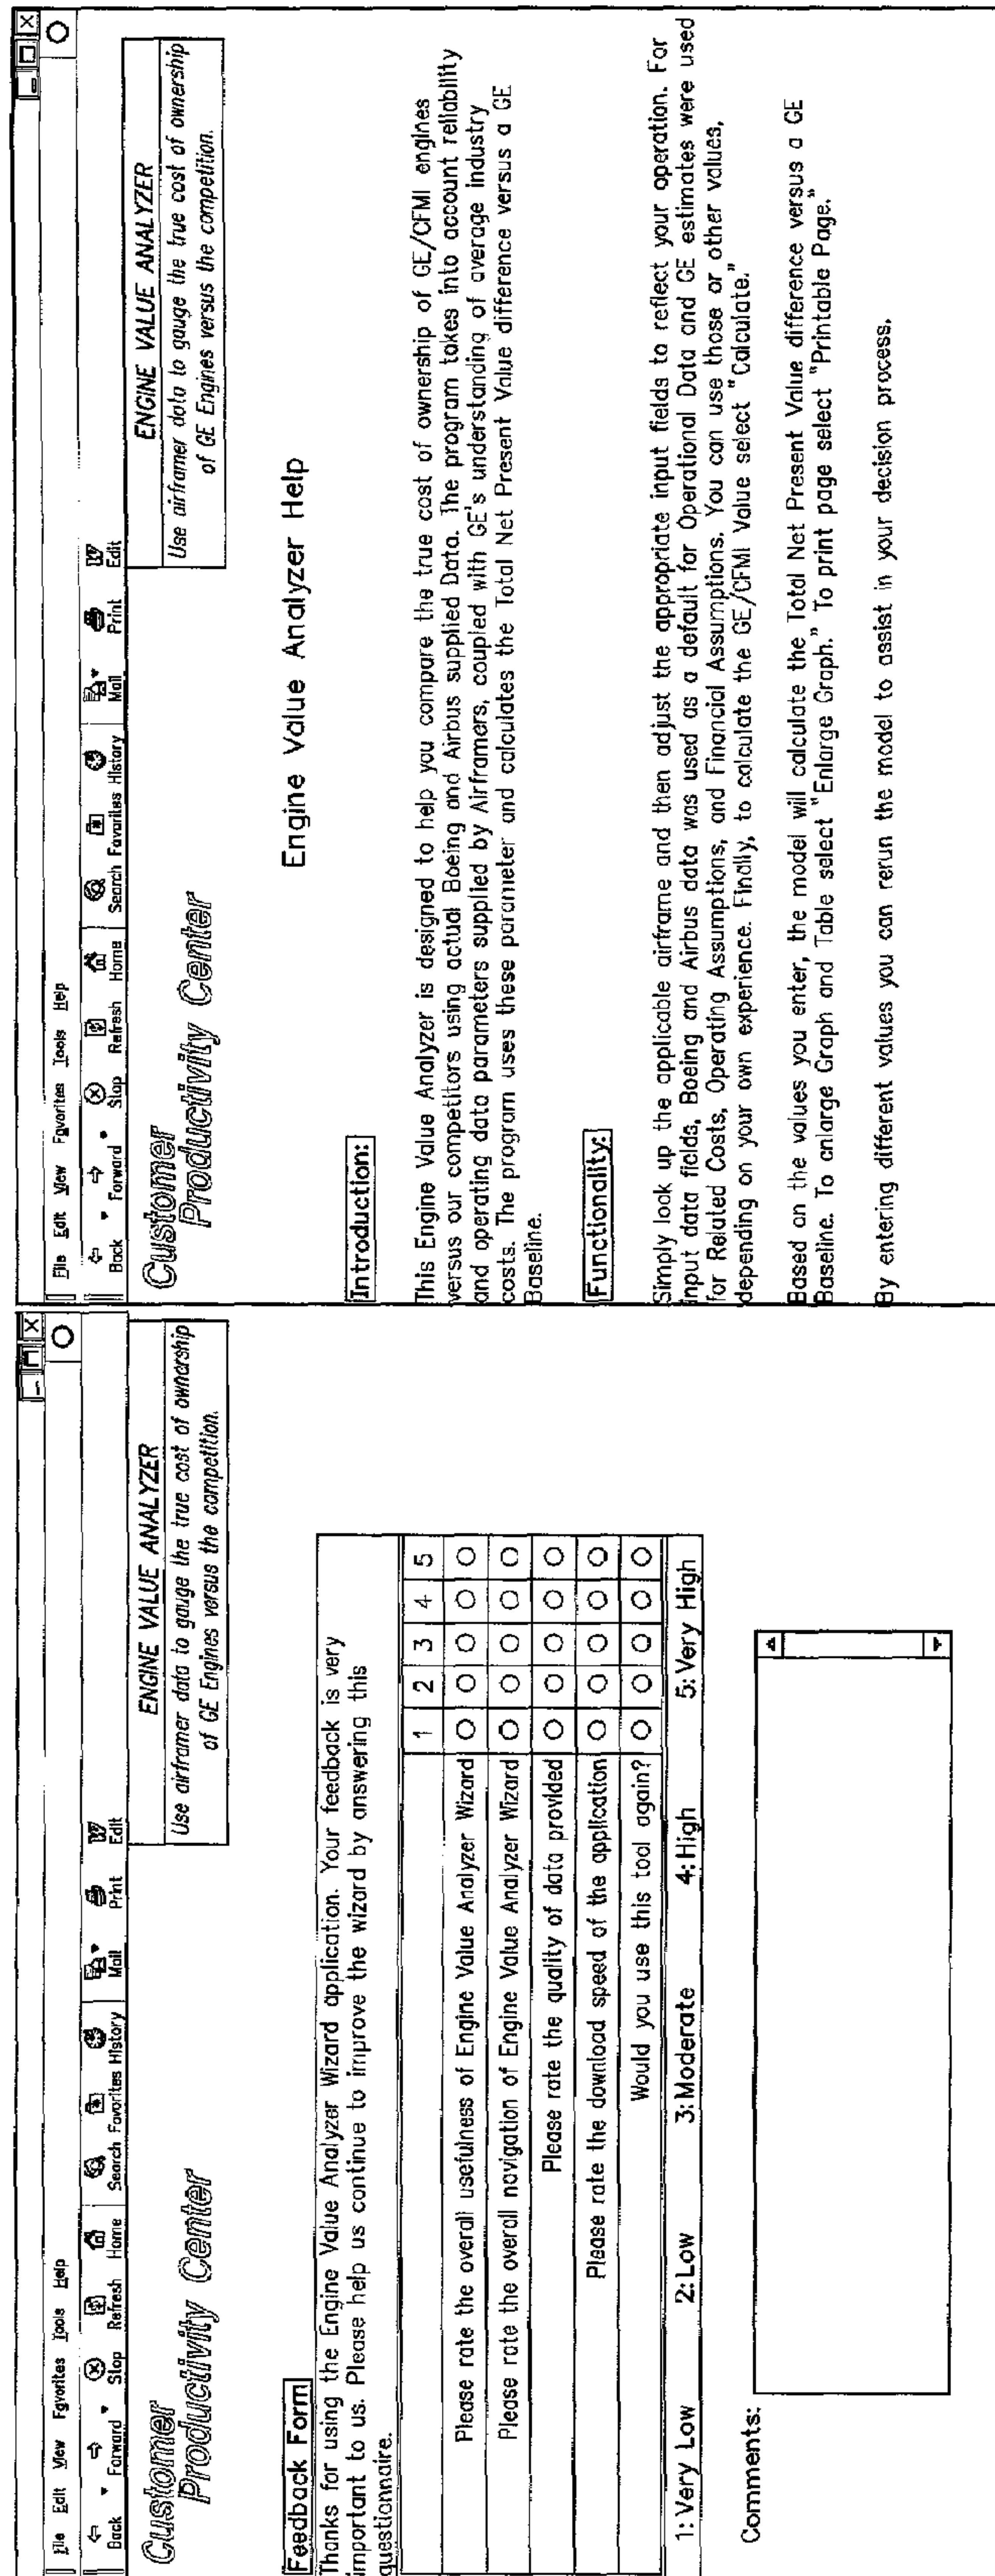 File Edit View Favorites Tools Help
Back Forward Stop Refresh Home Search Favorites History Mail Print Edit
Customer
Productivity Center
ENGINE VALUE ANALYZER
Use airframer data to gauge the true cost of ownership
of GE Engines versus the competition.
Feedback Form
Thanks for using the Engine Value Analyzer Wizard application. Your feedback is very
important to us. Please help us continue to improve the wizard by answering this
questionnaire.
1 2 3 4 5
Please rate the overall usefulness of Engine Value Analyzer Wizard
Please rate the overall navigation of Engine Value Analyzer Wizard
Please rate the quality of data provided
Please rate the download speed of the application
Would you use this tool again?
1: Very Low 2: Low 3: Moderate 4: High 5: Very High
Comments:
File Edit View Favorites Tools Help
Back Forward Stop Refresh Home Search Favorites History Mail Print Edit
Customer
Productivity Center
ENGINE VALUE ANALYZER
Use airframer data to gauge the true cost of ownership
of GE Engines versus the competition.
Engine Value Analyzer Help
Introduction:
This Engine Value Analyzer is designed to help you compare the true cost of ownership of GE/CFMI engines
versus our competitors using actual Boeing and Airbus supplied Data. The program takes into account reliability
and operating data parameters supplied by Airframers, coupled with GE's understanding of average industry
costs. The program uses these parameter and calculates the Total Net Present Value difference versus a GE
Baseline.
Functionality:
Simply look up the applicable airframe and then adjust the appropriate input fields to reflect your operation. For
input data fields, Boeing and Airbus data was used as a default for Operational Data and GE estimates were used
for Related Costs, Operating Assumptions, and Financial Assumptions. You can use those or other values,
depending on your own experience. Finally, to calculate the GE/CFMI Value select "Calculate."
Based on the values you enter, the model will calculate the Total Net Present Value difference versus a GE
Baseline. To enlarge Graph and Table select "Enlarge Graph." To print page select "Printable Page."
By entering different values you can rerun the model to assist in your decision process.